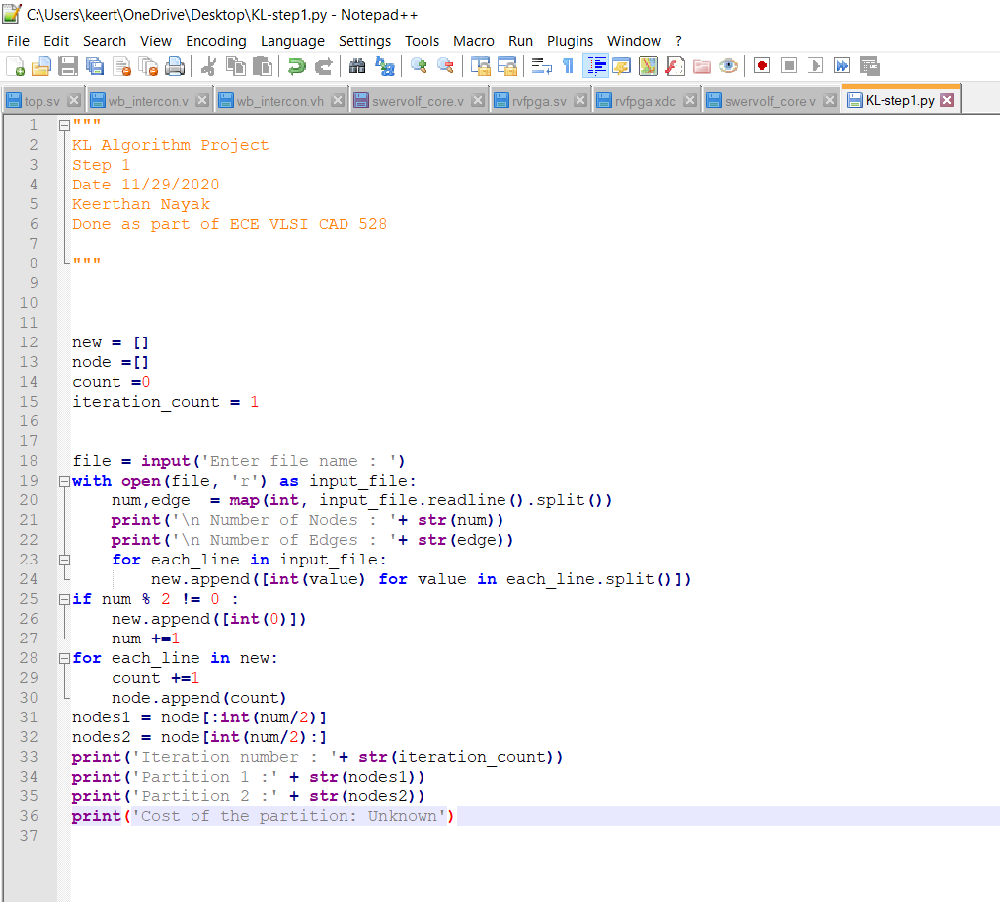 C:\Users\keert\OneDrive\Desktop\KL-step1.py - Notepad++
File Edit Search View Encoding Language Settings Tools Macro Run Plugins Window ?
top.sv wb_intercon.v wb_intercon.vh swervolf_core.v rvfpga.sv rvfpga.xdc swervolf_core.v KL-step1.py
1 """
2 KL Algorithm Project
3 Step 1
4 Date 11/29/2020
5 Keerthan Nayak
6 Done as part of ECE VLSI CAD 528
7
8 """
9
10
11
12 new = []
13 node =[]
14 count =0
15 iteration_count = 1
16
17
18 file = input('Enter file name : ')
19 with open(file, 'r') as input_file:
20     num,edge  = map(int, input_file.readline().split())
21     print('\n Number of Nodes : '+ str(num))
22     print('\n Number of Edges : '+ str(edge))
23     for each_line in input_file:
24         new.append([int(value) for value in each_line.split()])
25 if num % 2 != 0 :
26     new.append([int(0)])
27     num +=1
28 for each_line in new:
29     count +=1
30     node.append(count)
31 nodes1 = node[:int(num/2)]
32 nodes2 = node[int(num/2):]
33 print('Iteration number : '+ str(iteration_count))
34 print('Partition 1 :' + str(nodes1))
35 print('Partition 2 :' + str(nodes2))
36 print('Cost of the partition: Unknown')
37